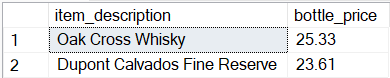 item_description bottle_price
1 Oak Cross Whisky 25.33
2 Dupont Calvados Fine Reserve 23.61